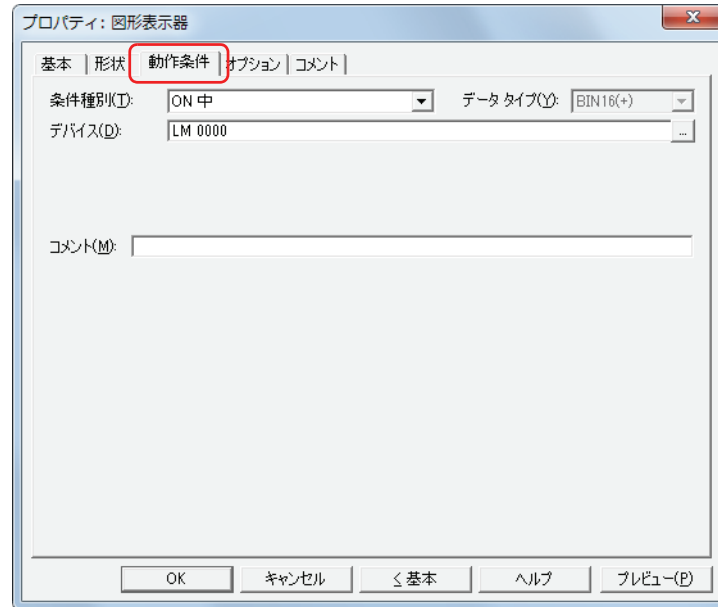 プロパティ: 図形表示器
x
基本 形状 動作条件 オプション コメント
条件種別(T): ON 中 データ タイプ(Y): BIN16(+)
デバイス(D): LM 0000 ...
コメント(M):
OK キャンセル < 基本 ヘルプ プレビュー(P)